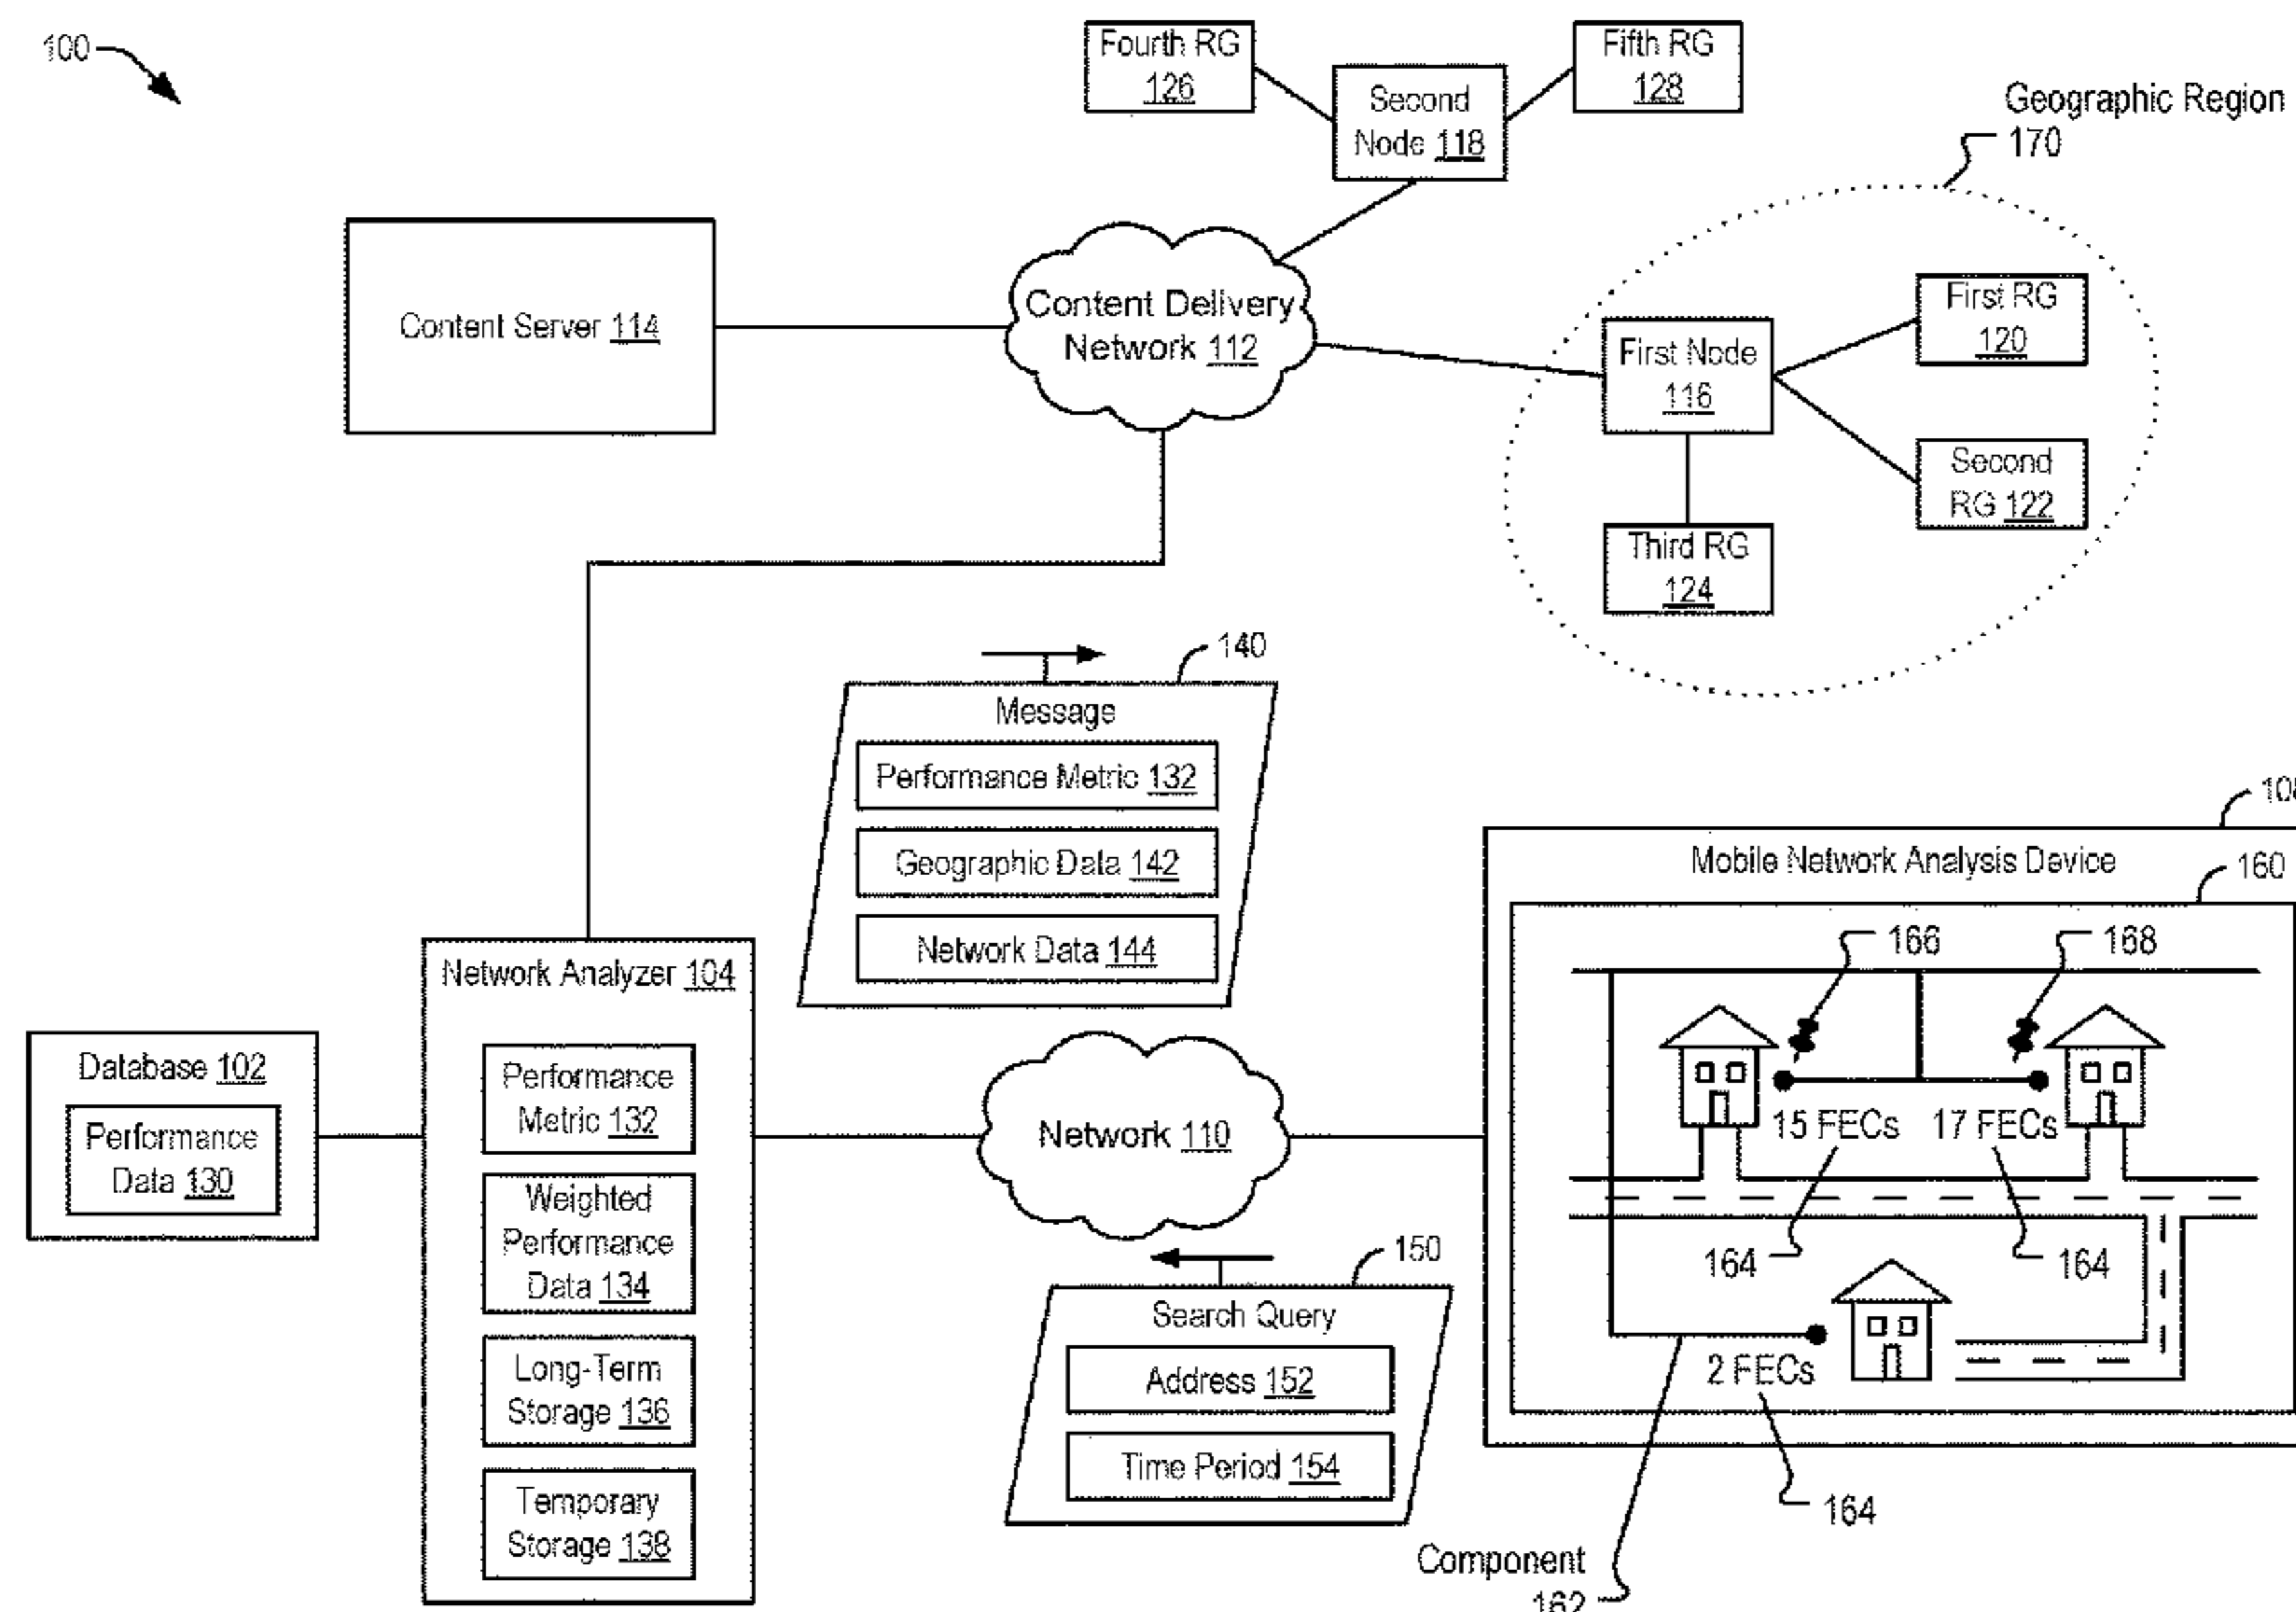 100
Fourth RG
126
Second
Node 118
Fifth RG
128
Geographic Region
170
Content Server 114
Content Delivery
Network 112
First Node
116
First RG
120
Second
RG 122
Third RG
124
140
Message
Performance Metric 132
Geographic Data 142
Network Data 144
Mobile Network Analysis Device
160
166
168
15 FECs
17 FECs
164
164
2 FECs
164
Component
162
Network Analyzer 104
Performance
Metric 132
Weighted
Performance
Data 134
Long-Term
Storage 136
Temporary
Storage 138
Database 102
Performance
Data 130
Network 110
150
Search Query
Address 152
Time Period 154